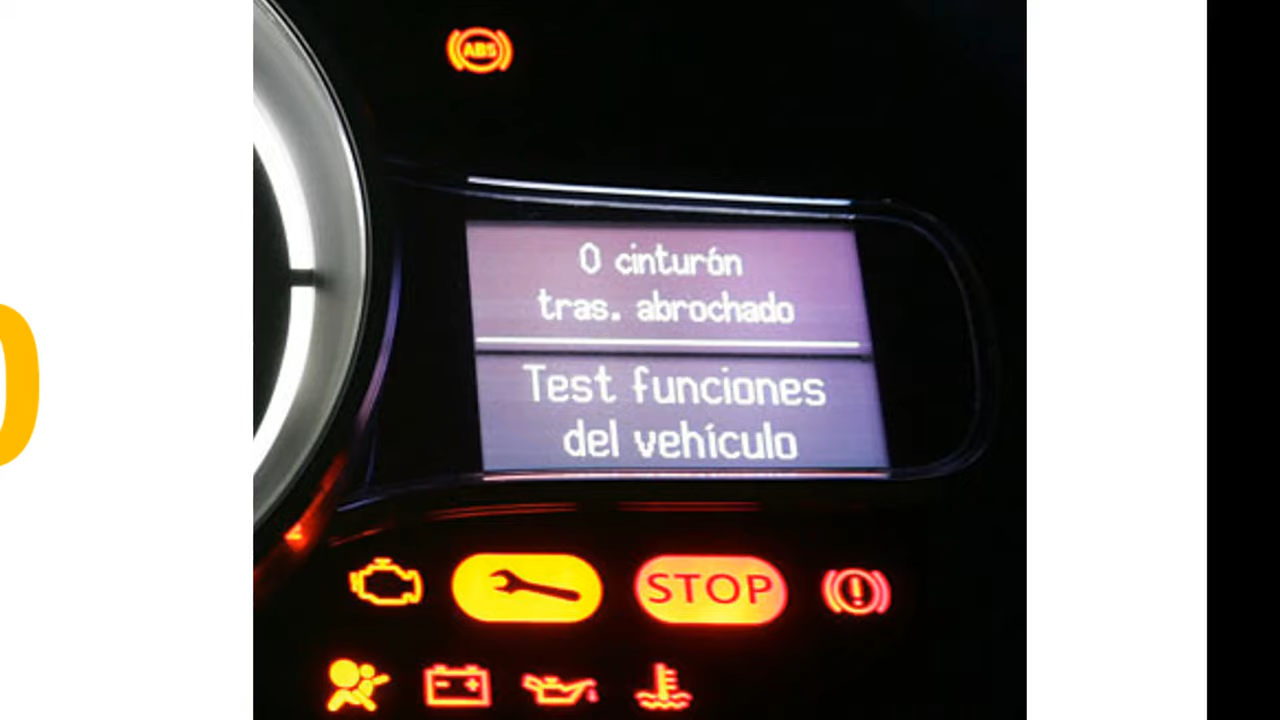 ABS
0 cinturón
tras. abrochado
Test funciones
del vehículo
STOP